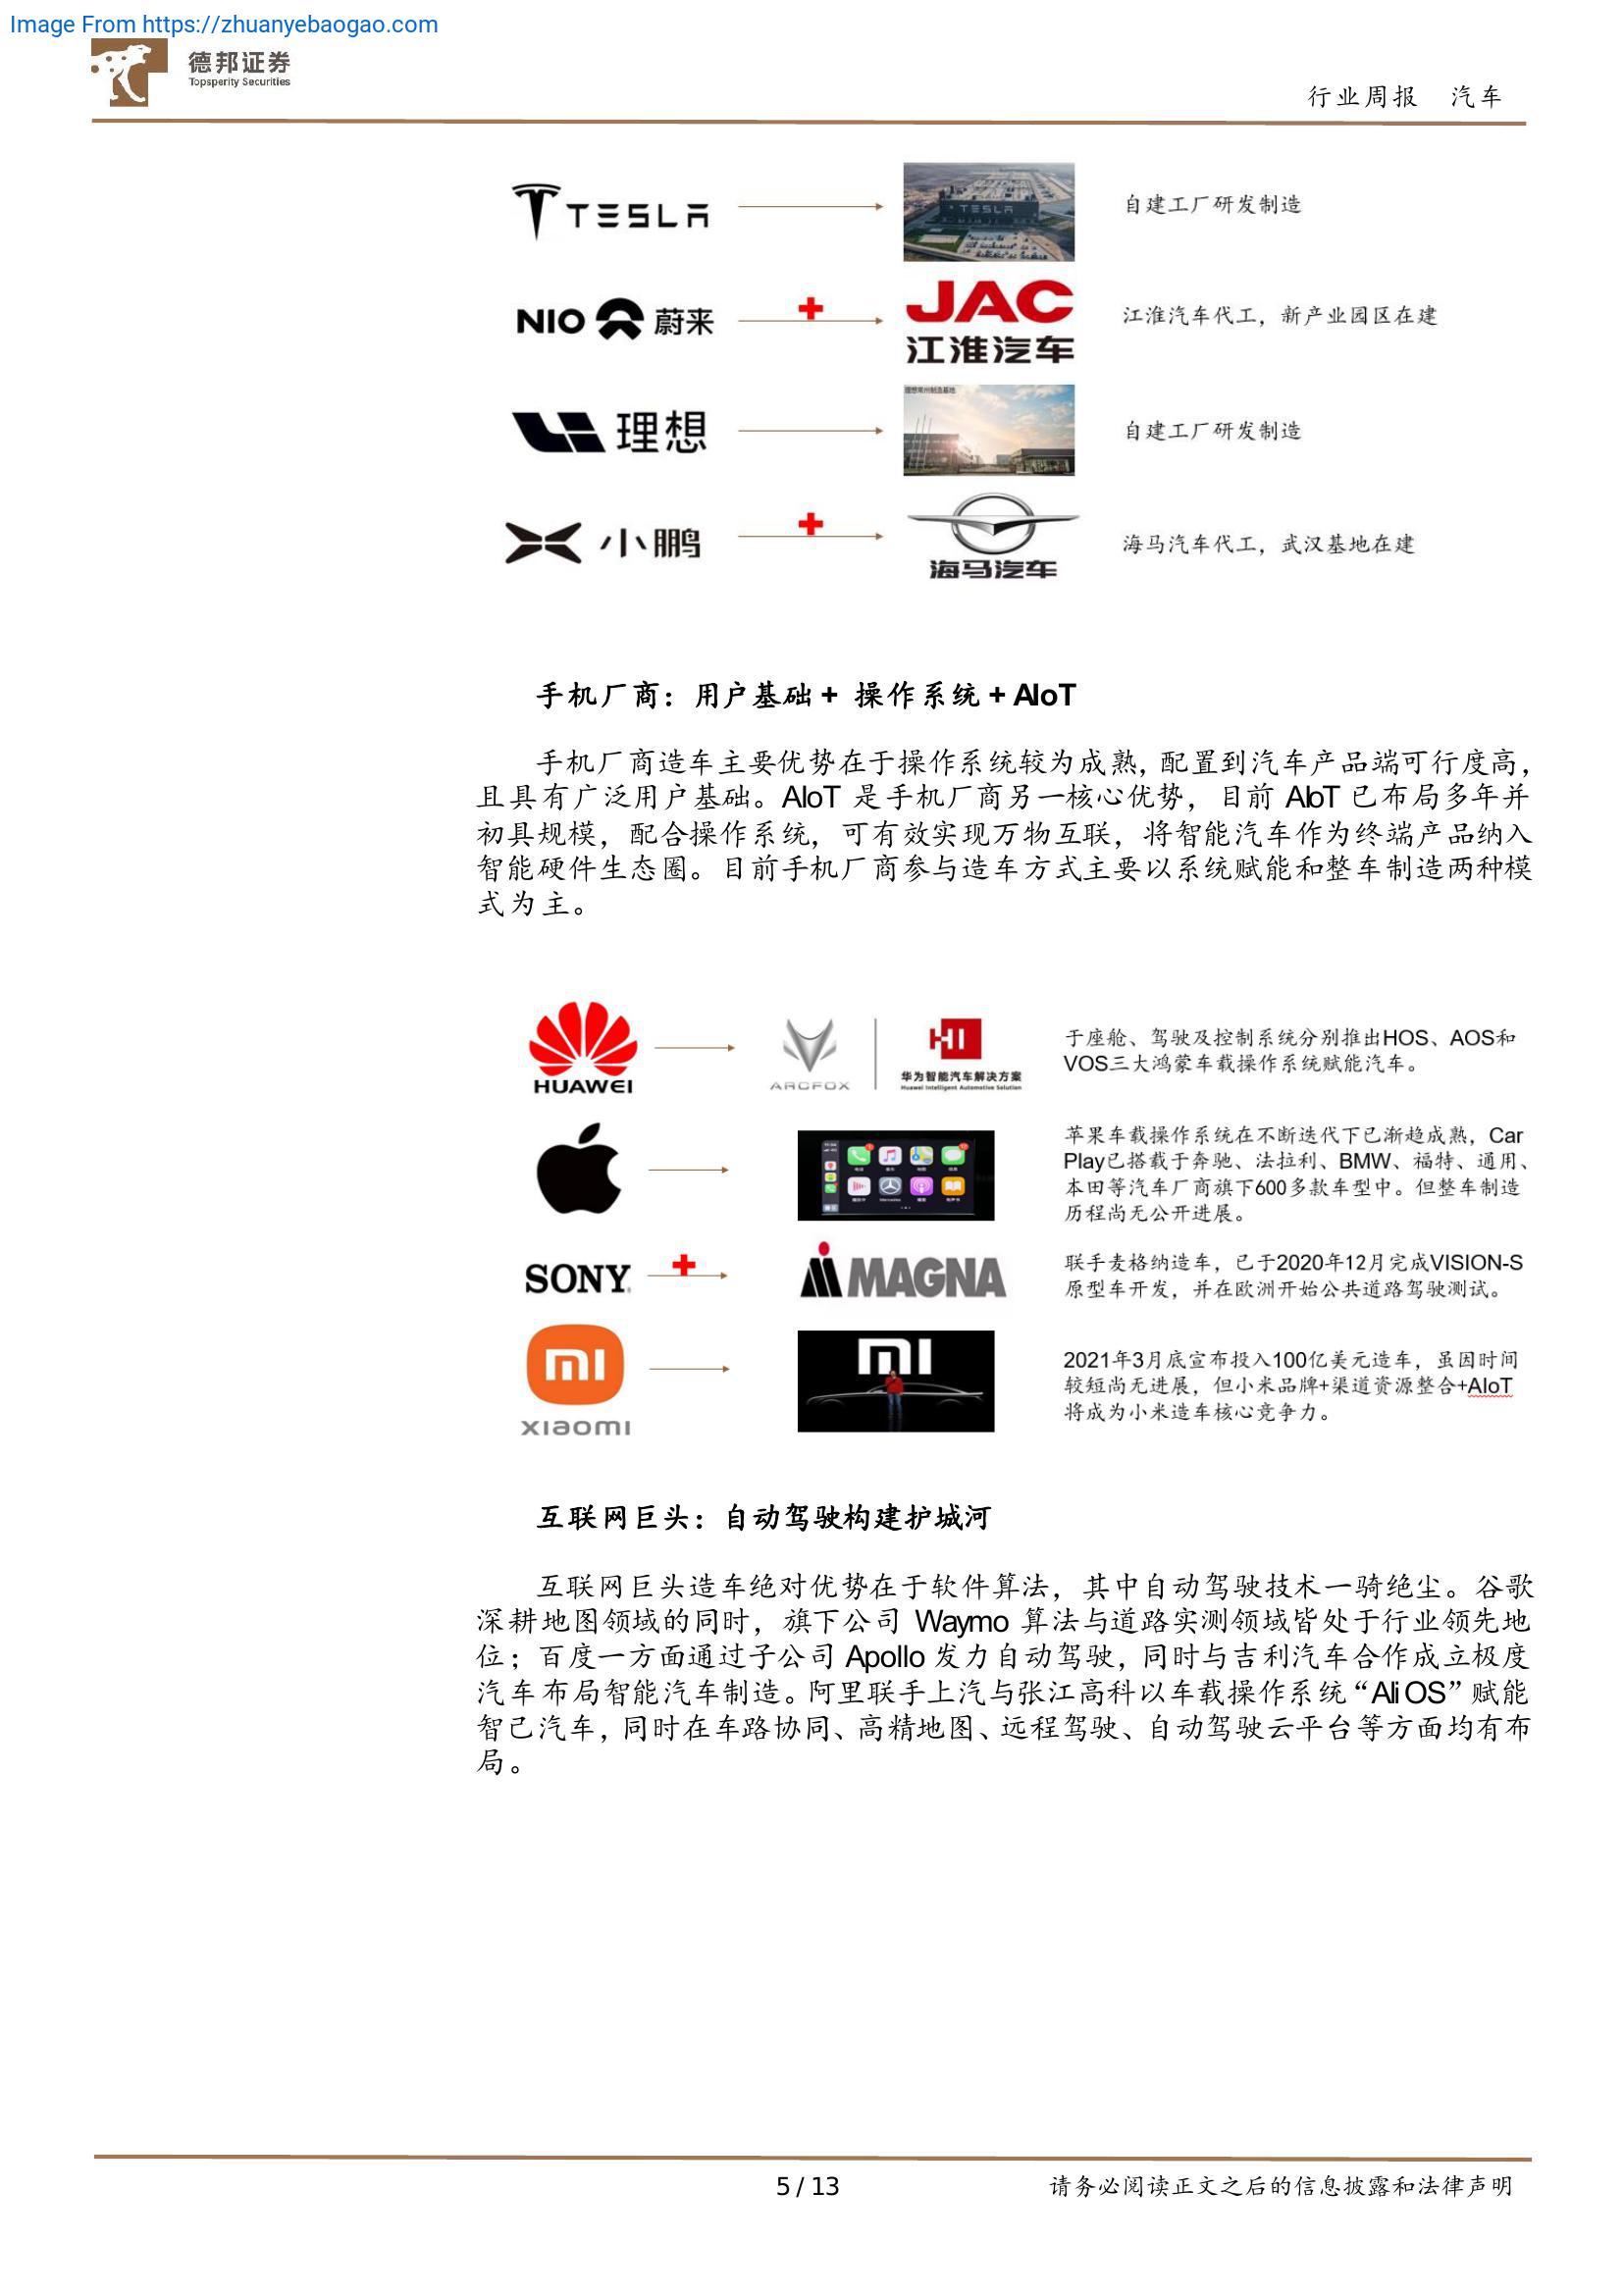 Image From https://zhuanyebaogao.com
德邦证券
Topsperity Securities
行业周报 汽车
TESLA
TESLA
自建工厂研发制造
NIO 蔚来
JAC
江淮汽车
江淮汽车代工，新产业园区在建
理想
理想常州制造基地
自建工厂研发制造
小鹏
海马汽车
海马汽车代工，武汉基地在建
手机厂商：用户基础 + 操作系统 + AIoT
手机厂商造车主要优势在于操作系统较为成熟，配置到汽车产品端可行度高，
且具有广泛用户基础。AIoT 是手机厂商另一核心优势，目前 AIoT 已布局多年并
初具规模，配合操作系统，可有效实现万物互联，将智能汽车作为终端产品纳入
智能硬件生态圈。目前手机厂商参与造车方式主要以系统赋能和整车制造两种模
式为主。
HUAWEI
ARCFOX
HI
华为智能汽车解决方案
Huawei Intelligent Automotive Solution
于座舱、驾驶及控制系统分别推出HOS、AOS和
VOS三大鸿蒙车载操作系统赋能汽车。
苹果车载操作系统在不断迭代下已渐趋成熟，Car
Play已搭载于奔驰、法拉利、BMW、福特、通用、
本田等汽车厂商旗下600多款车型中。但整车制造
历程尚无公开进展。
SONY
MAGNA
联手麦格纳造车，已于2020年12月完成VISION-S
原型车开发，并在欧洲开始公共道路驾驶测试。
mi
xiaomi
mi
2021年3月底宣布投入100亿美元造车，虽因时间
较短尚无进展，但小米品牌+渠道资源整合+AIoT
将成为小米造车核心竞争力。
互联网巨头：自动驾驶构建护城河
互联网巨头造车绝对优势在于软件算法，其中自动驾驶技术一骑绝尘。谷歌
深耕地图领域的同时，旗下公司 Waymo 算法与道路实测领域皆处于行业领先地
位；百度一方面通过子公司 Apollo 发力自动驾驶，同时与吉利汽车合作成立极度
汽车布局智能汽车制造。阿里联手上汽与张江高科以车载操作系统“Ali OS”赋能
智己汽车，同时在车路协同、高精地图、远程驾驶、自动驾驶云平台等方面均有布
局。
5 / 13
请务必阅读正文之后的信息披露和法律声明